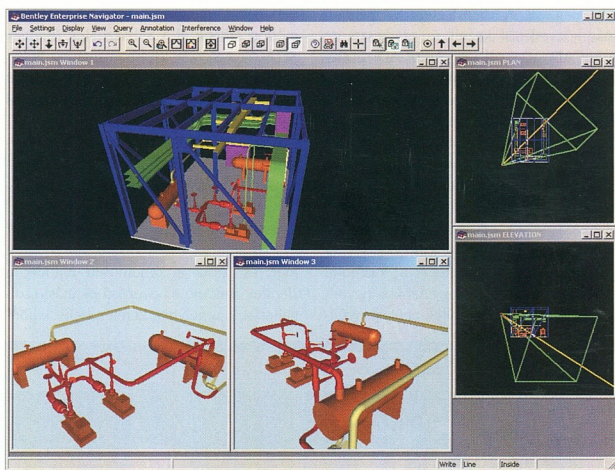 Bentley Enterprise Navigator - main.jsm
File Settings Display View Query Annotation Interference Window Help
main.jsm Window 1
main.jsm PLAN
main.jsm ELEVATION
main.jsm Window 2
main.jsm Window 3
Write Line Inside